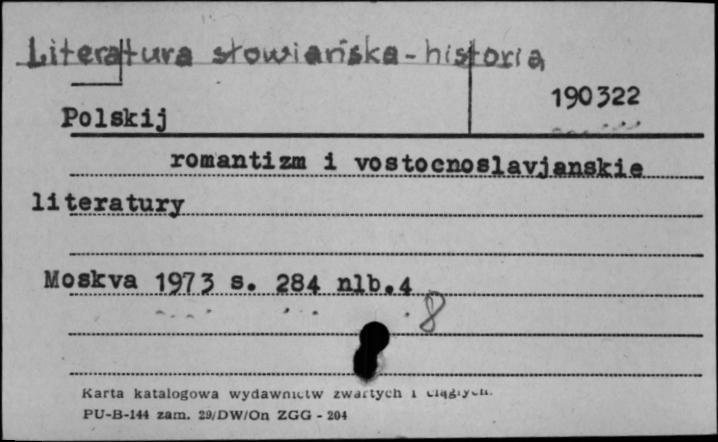 Literatura słowiańska - historia
190322
Polskij
romantizm i vostocnoslavjanskie
literatury
Moskva 1973 s. 284 nlb.4
8
Karta katalogowa wydawnictw zwartych i ciągłych.
PU-B-144 zam. 29/DW/On ZGG - 204